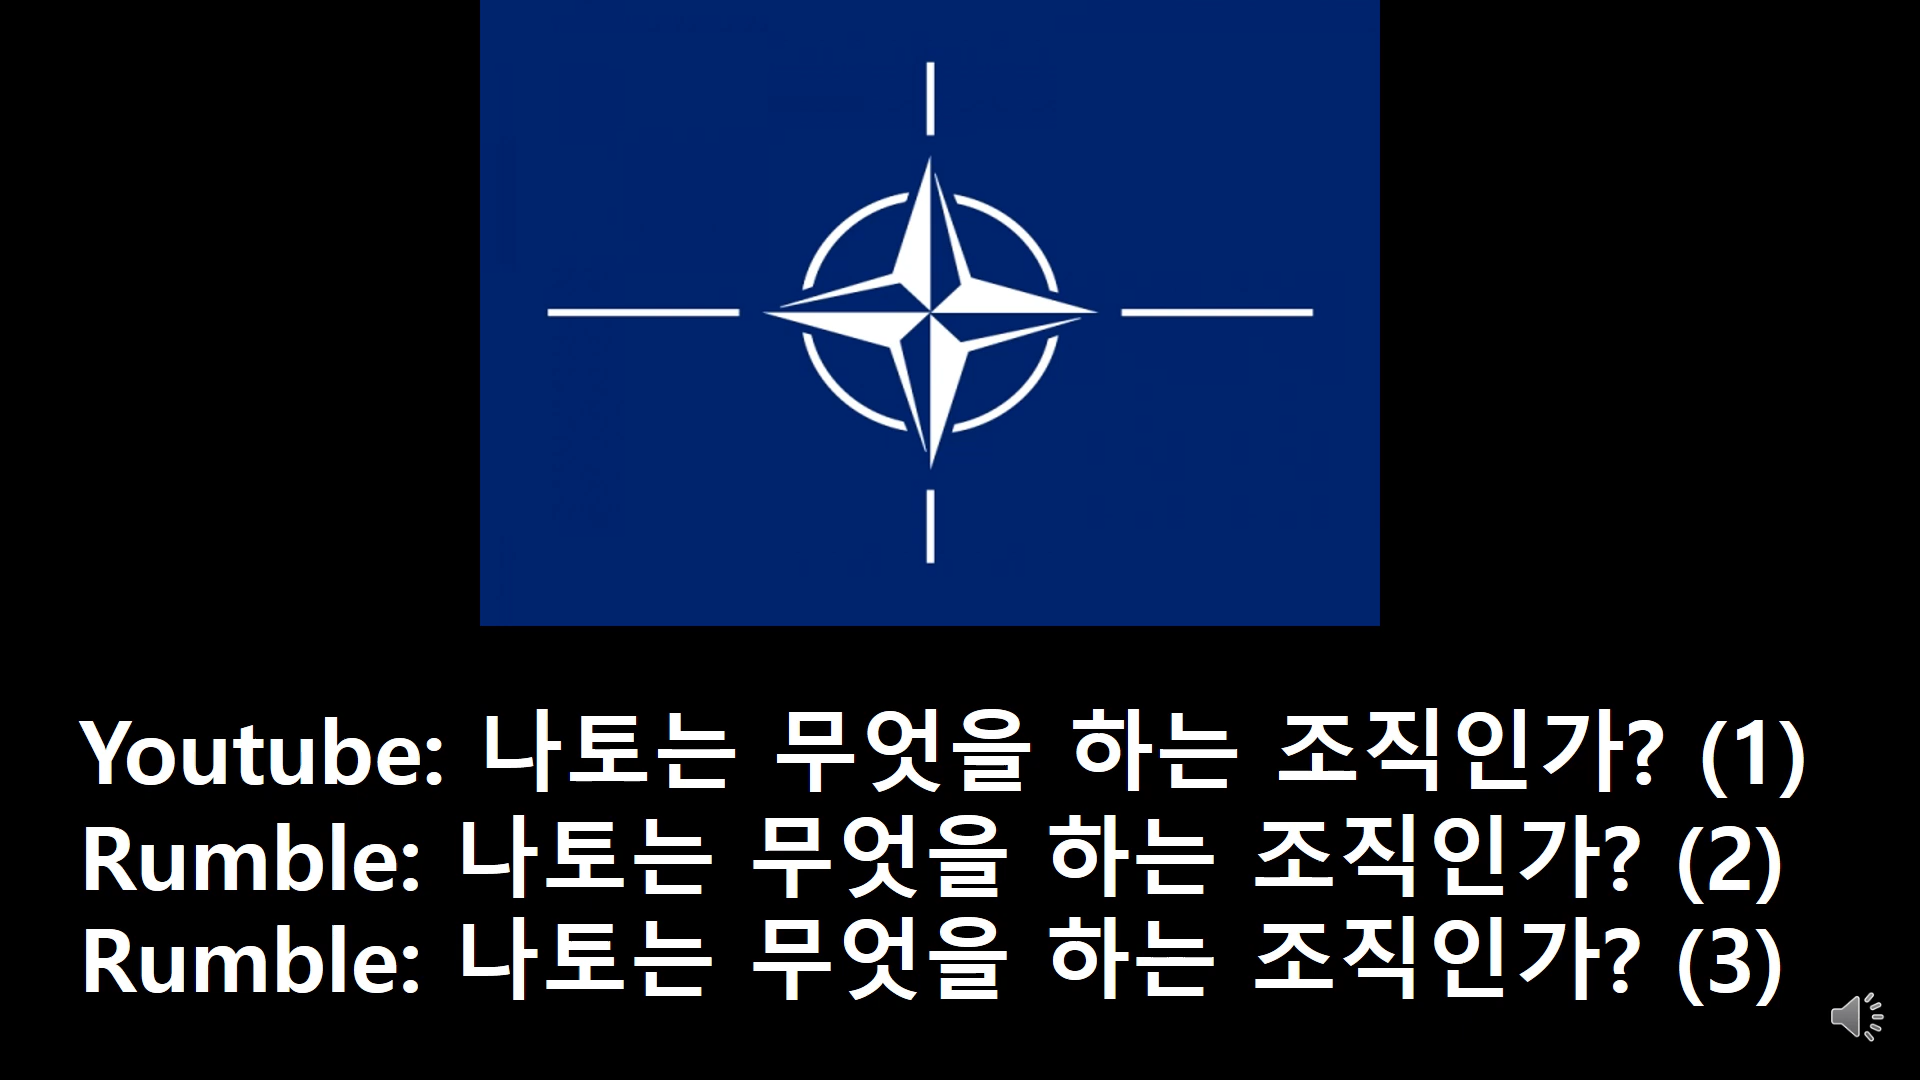 Youtube: 나토는 무엇을 하는 조직인가? (1)
Rumble: 나토는 무엇을 하는 조직인가? (2)
Rumble: 나토는 무엇을 하는 조직인가? (3)